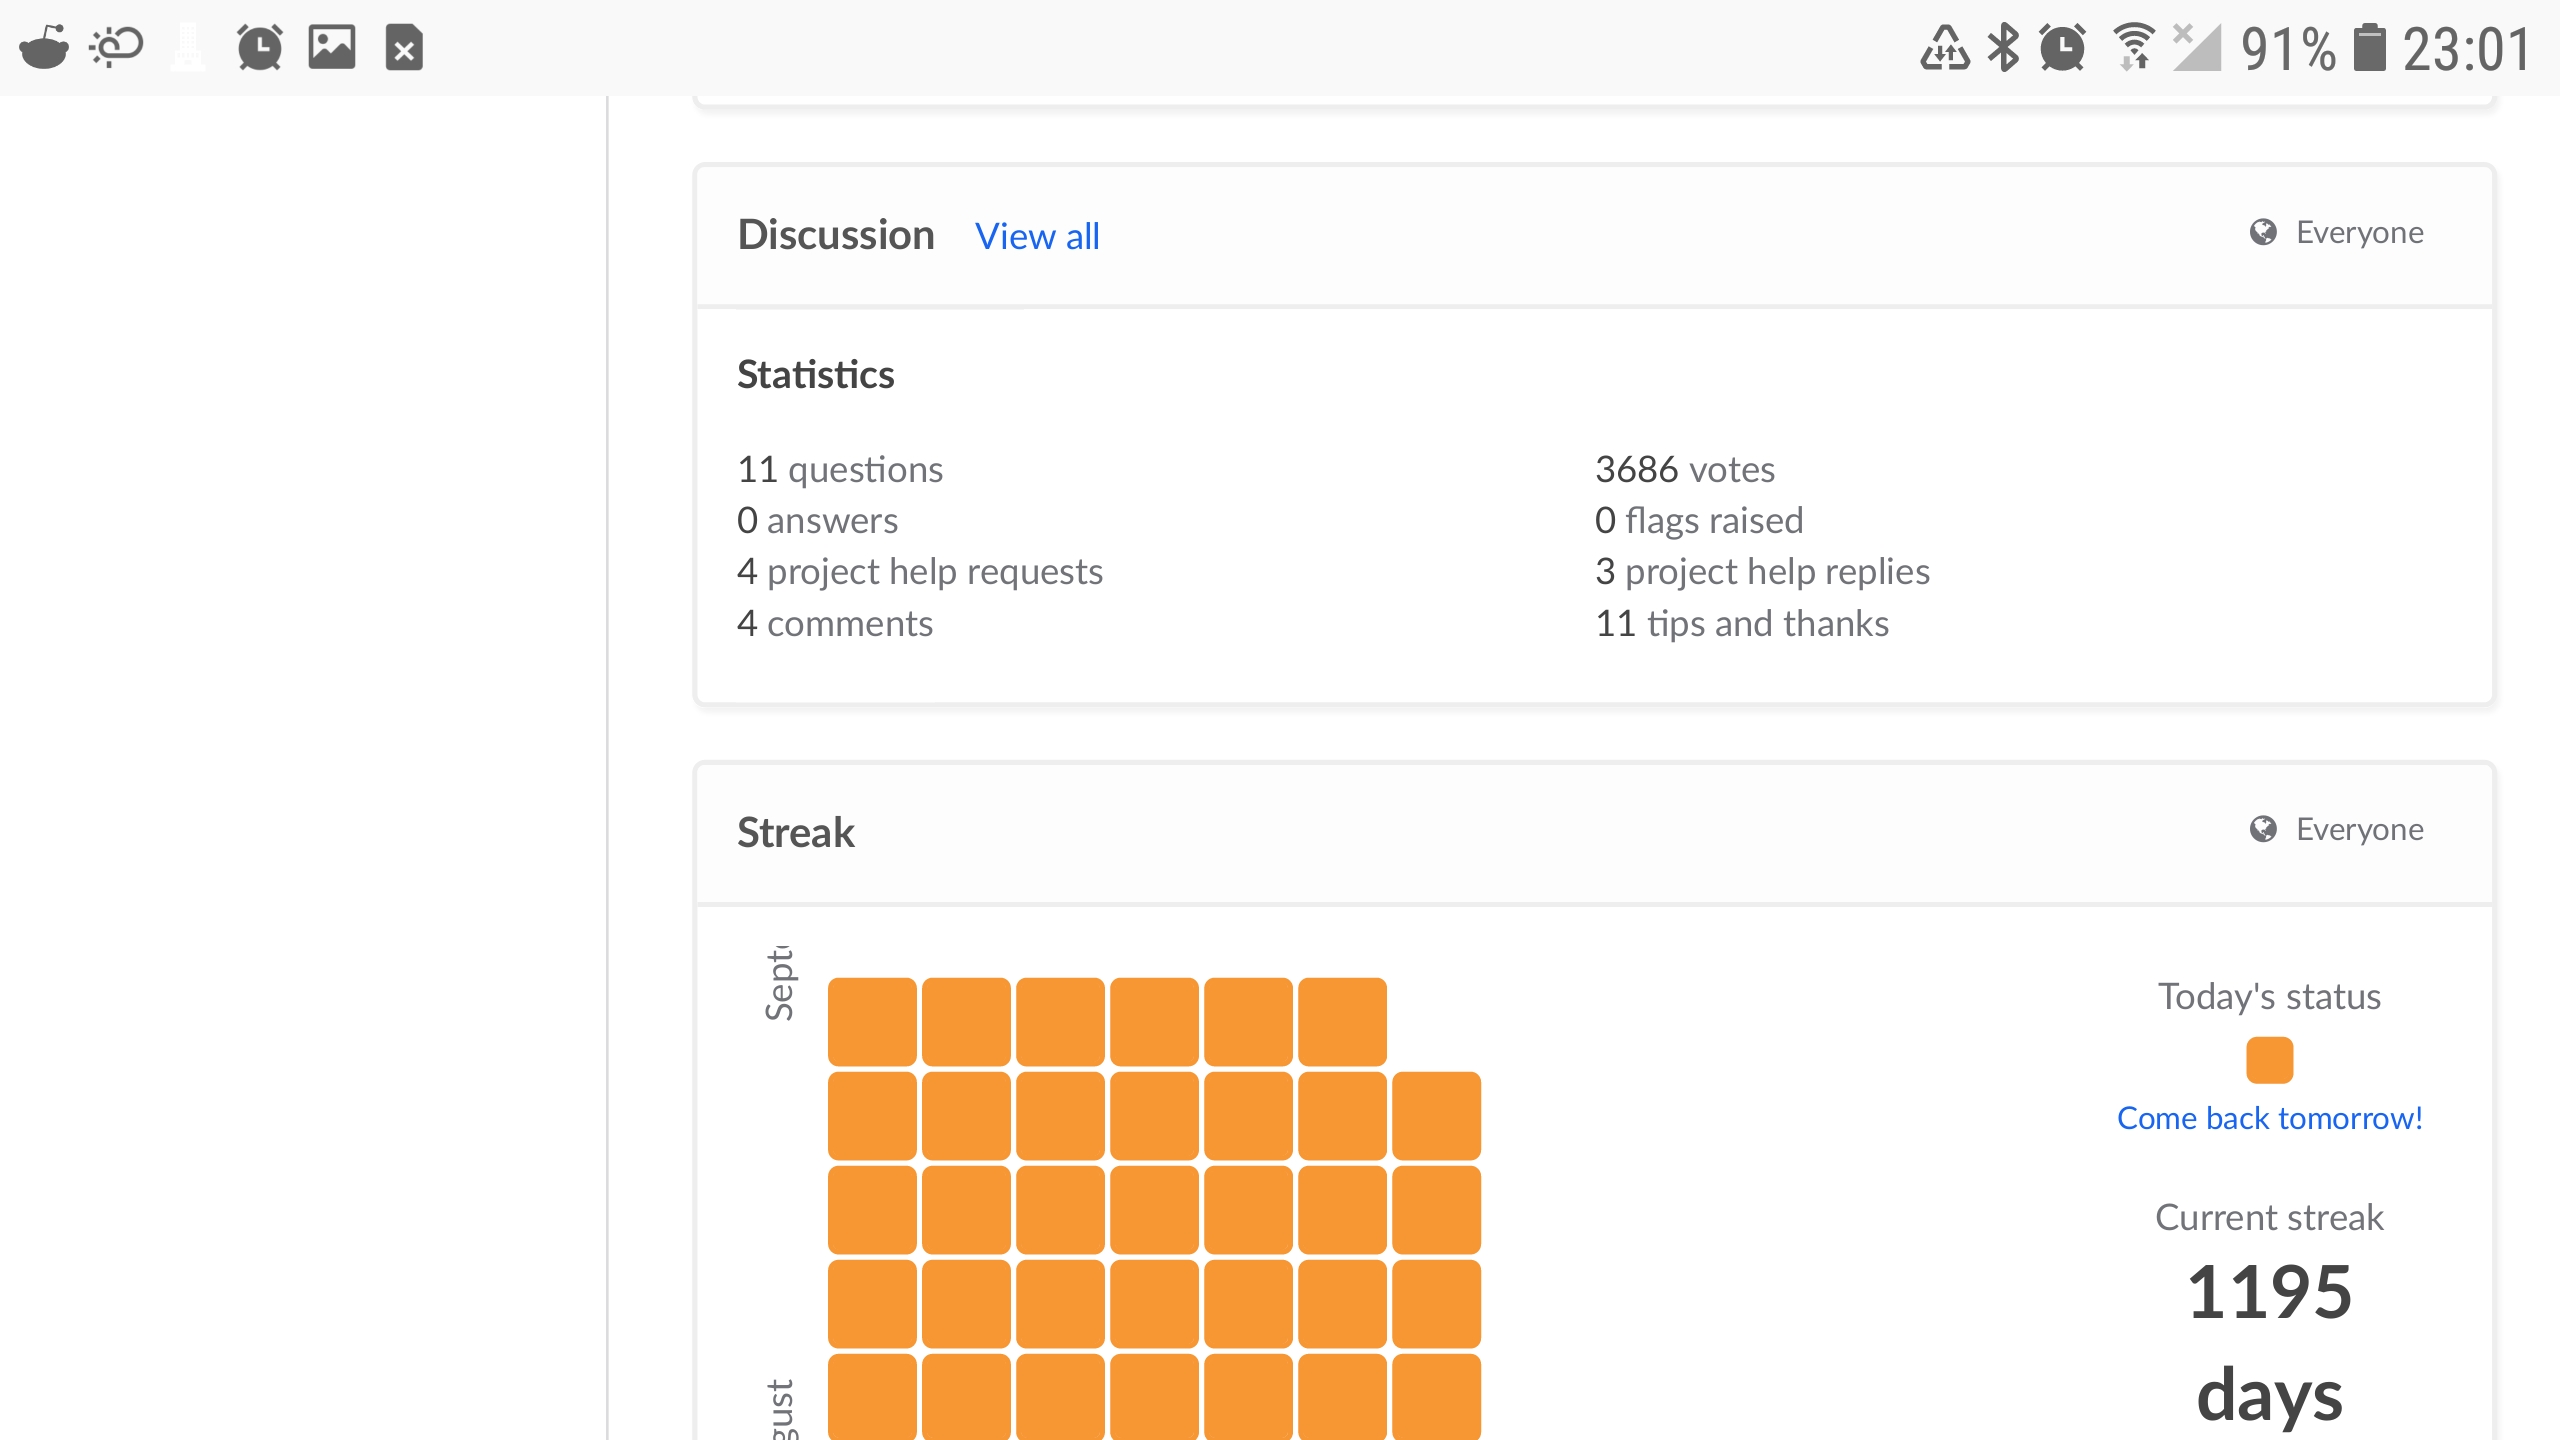 91% 23:01
Discussion View all Everyone
Statistics
11 questions
0 answers
4 project help requests
4 comments
3686 votes
0 flags raised
3 project help replies
11 tips and thanks
Streak Everyone
Today's status
Come back tomorrow!
Current streak
1195
days